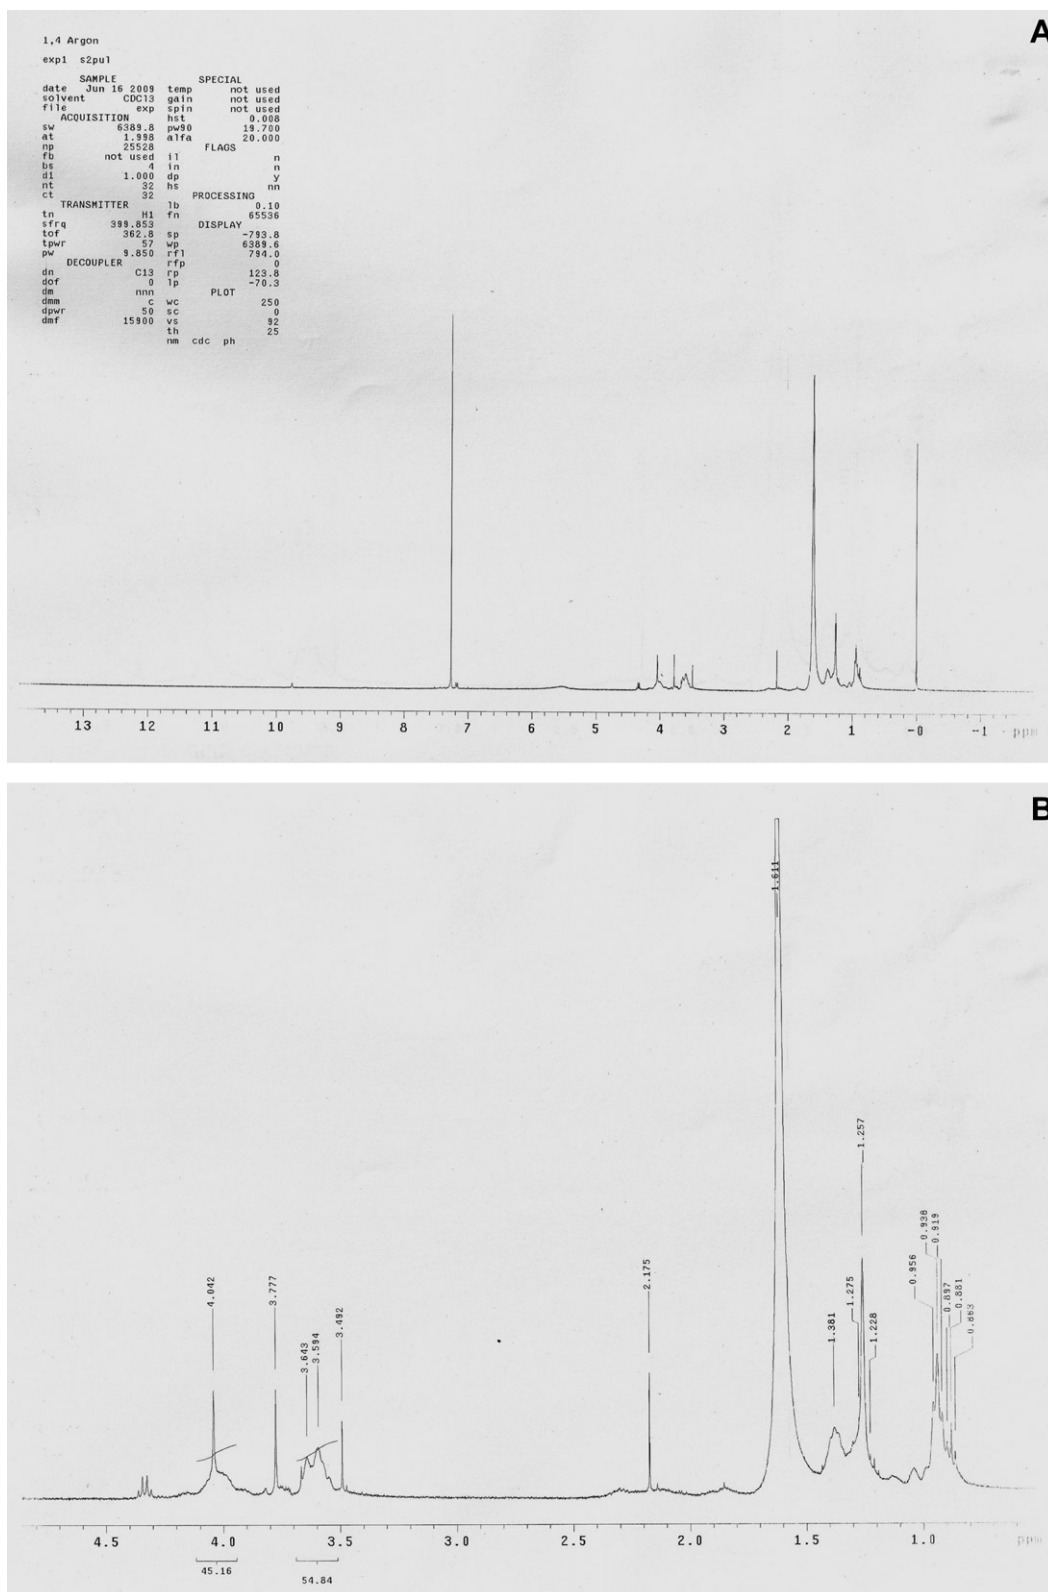 A
1,4 Argon
exp1 s2pul
SAMPLE SPECIAL
date Jun 16 2009 temp not used
solvent CDCl3 gain not used
file exp spin not used
ACQUISITION hst 0.008
sw 6389.8 pw90 19.700
at 1.998 alfa 20.000
np 25528 FLAGS
fb not used il n
bs 4 in n
d1 1.000 dp y
nt 32 hs nn
ct 32 PROCESSING
TRANSMITTER lb 0.10
tn H1 fn 65536
sfrq 399.853 DISPLAY
tof 362.8 sp -793.8
tpwr 57 wp 6389.6
pw 9.850 rfl 794.0
DECOUPLER rfp 0
dn C13 rp 123.8
dof 0 lp -70.3
dm nnn PLOT
dmm c wc 250
dpwr 50 sc 0
dmf 15900 vs 92
th 25
nm cdc ph
13 12 11 10 9 8 7 6 5 4 3 2 1 -0 -1 ppm
B
1.611
1.257
0.938
0.919
0.956
0.897
0.881
0.863
1.275
1.228
1.381
2.175
4.042
3.777
3.643
3.594
3.492
4.5 4.0 3.5 3.0 2.5 2.0 1.5 1.0 ppm
45.16
54.84